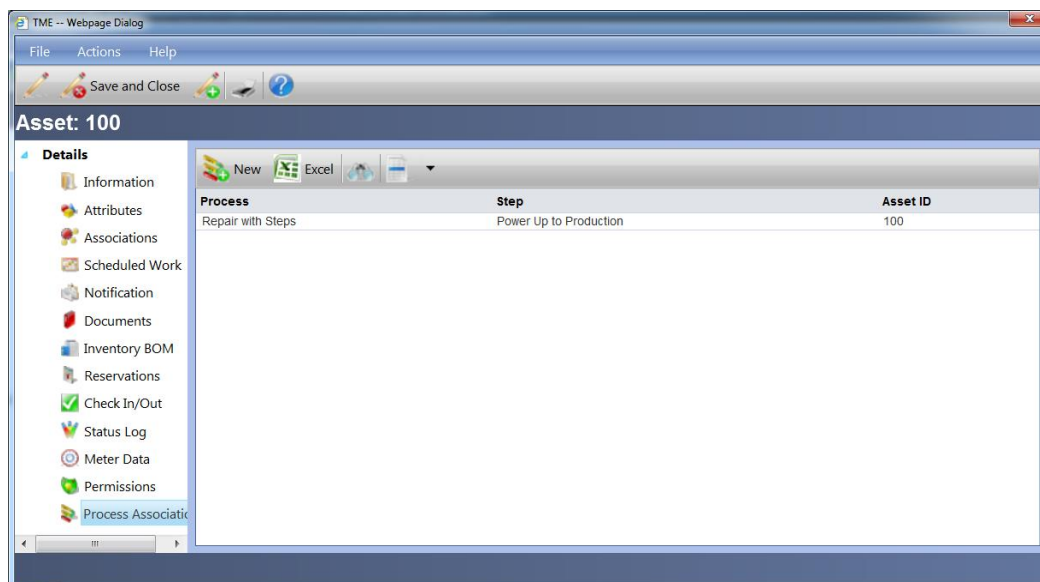 TME -- Webpage Dialog
File Actions Help
Save and Close
Asset: 100
Details
Information
Attributes
Associations
Scheduled Work
Notification
Documents
Inventory BOM
Reservations
Check In/Out
Status Log
Meter Data
Permissions
Process Associatio
New Excel
Process Step Asset ID
Repair with Steps Power Up to Production 100